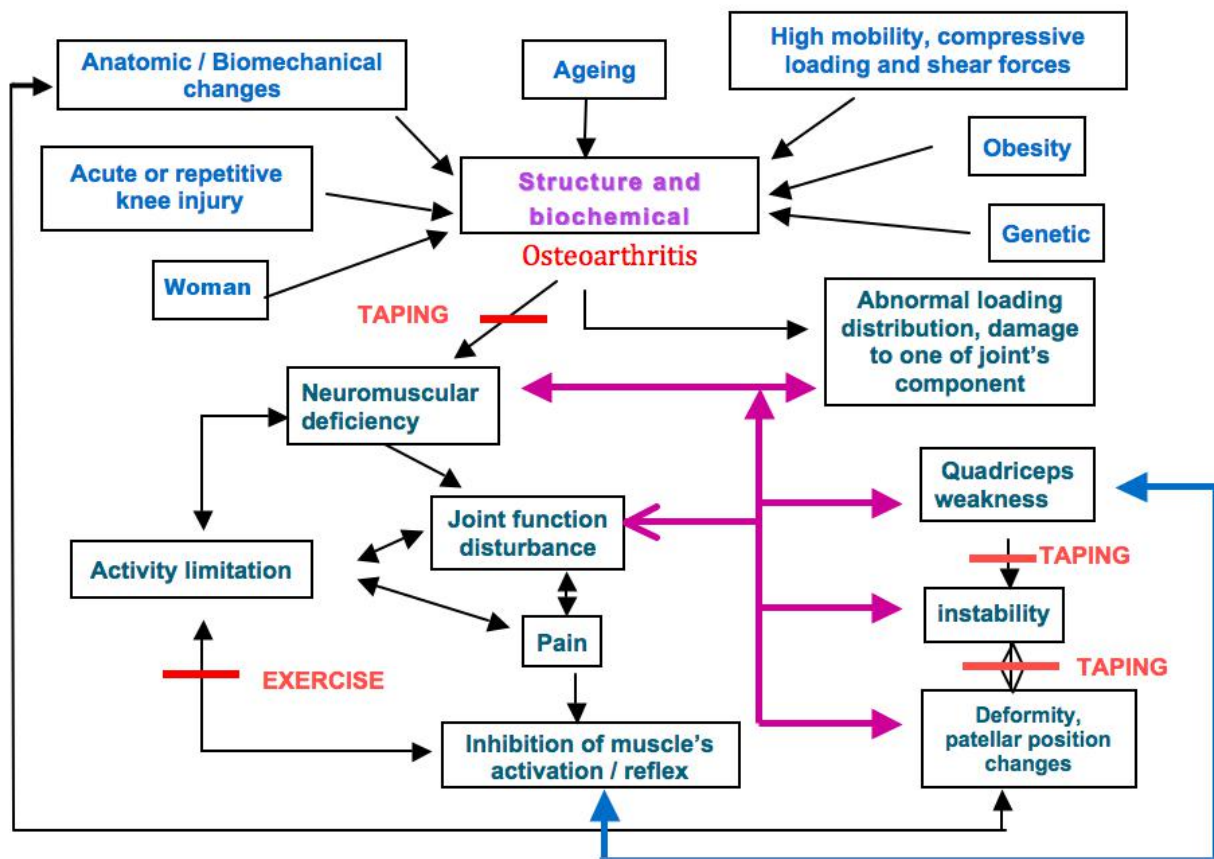 Anatomic / Biomechanical
changes
Ageing
High mobility, compressive
loading and shear forces
Acute or repetitive
knee injury
Obesity
Structure and
biochemical
Osteoarthritis
Genetic
Woman
TAPING
Abnormal loading
distribution, damage
to one of joint's
component
Neuromuscular
deficiency
Quadriceps
weakness
Joint function
disturbance
Activity limitation
TAPING
instability
Pain
EXERCISE
TAPING
Inhibition of muscle's
activation / reflex
Deformity,
patellar position
changes